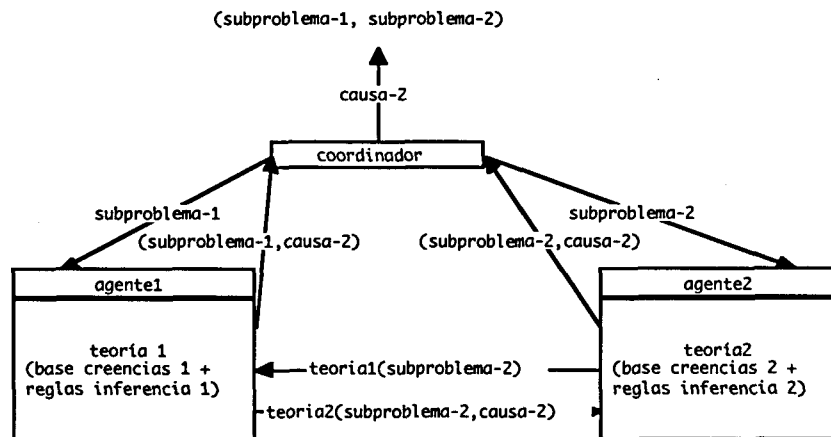 (subproblema-1, subproblema-2)
causa-2
coordinador
subproblema-1
subproblema-2
(subproblema-1,causa-2)
(subproblema-2,causa-2)
agente1
agente2
teoría 1
(base creencias 1 +
reglas inferencia 1)
teoría2
(base creencias 2 +
reglas inferencia 2)
teoria1(subproblema-2)
teoria2(subproblema-2,causa-2)